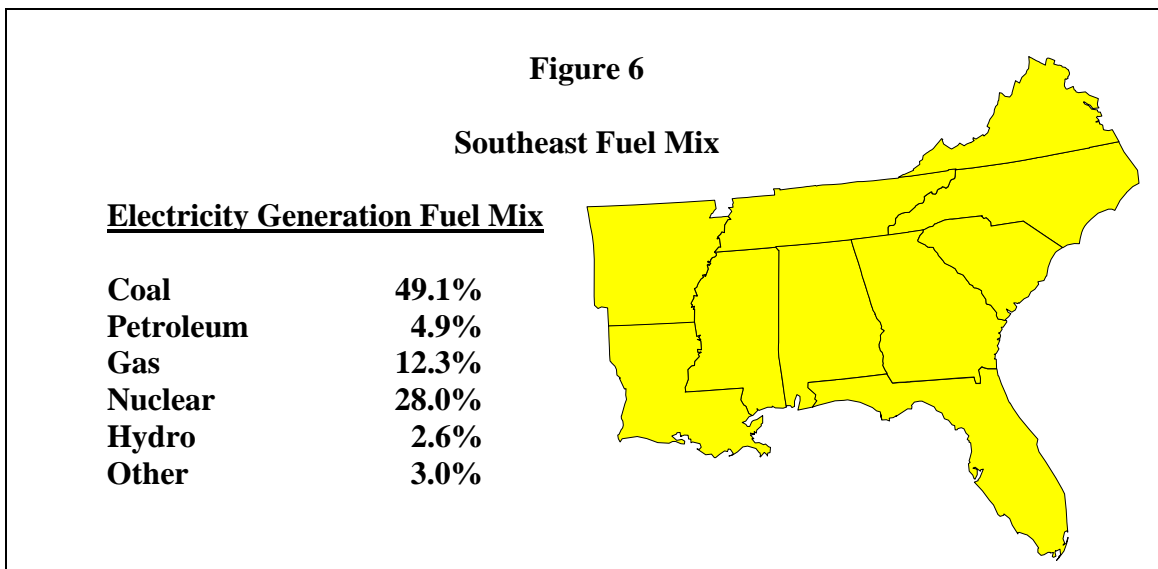 Figure 6
Southeast Fuel Mix
Electricity Generation Fuel Mix
Coal 49.1%
Petroleum 4.9%
Gas 12.3%
Nuclear 28.0%
Hydro 2.6%
Other 3.0%